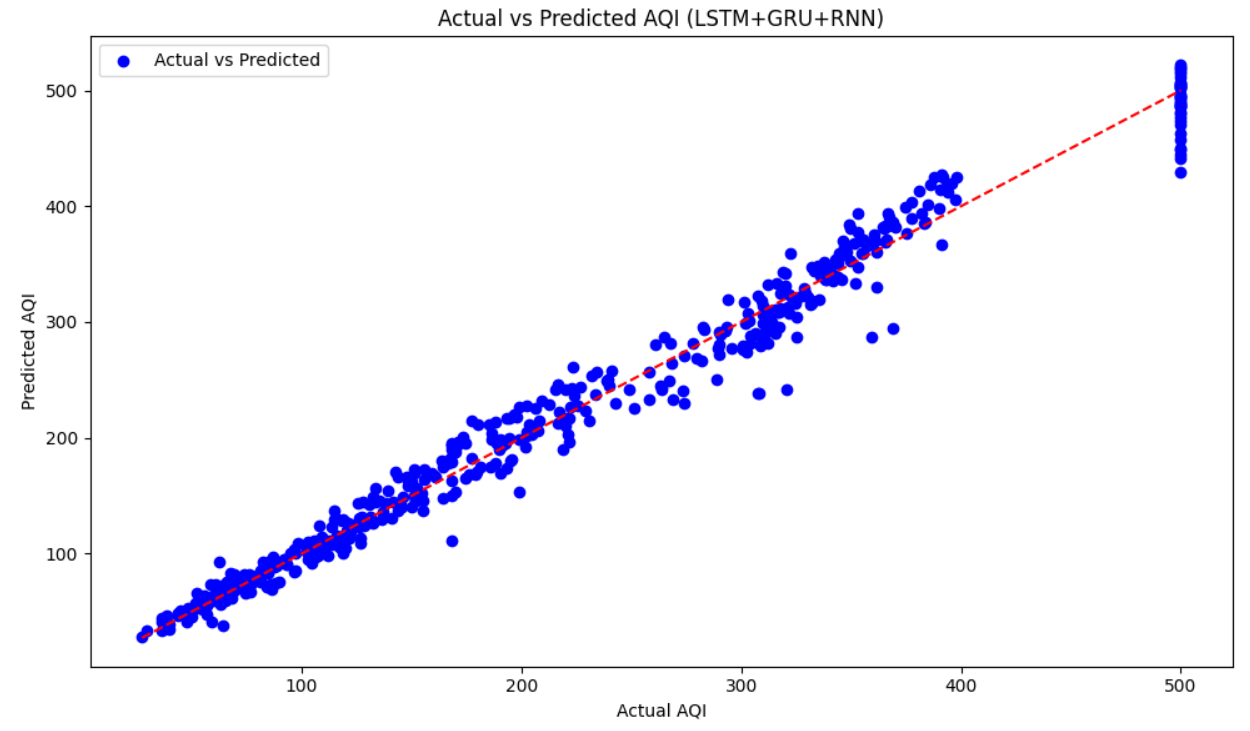 Actual vs Predicted AQI (LSTM+GRU+RNN)
Actual vs Predicted
Predicted AQI
500
400
300
200
100
100 200 300 400 500
Actual AQI